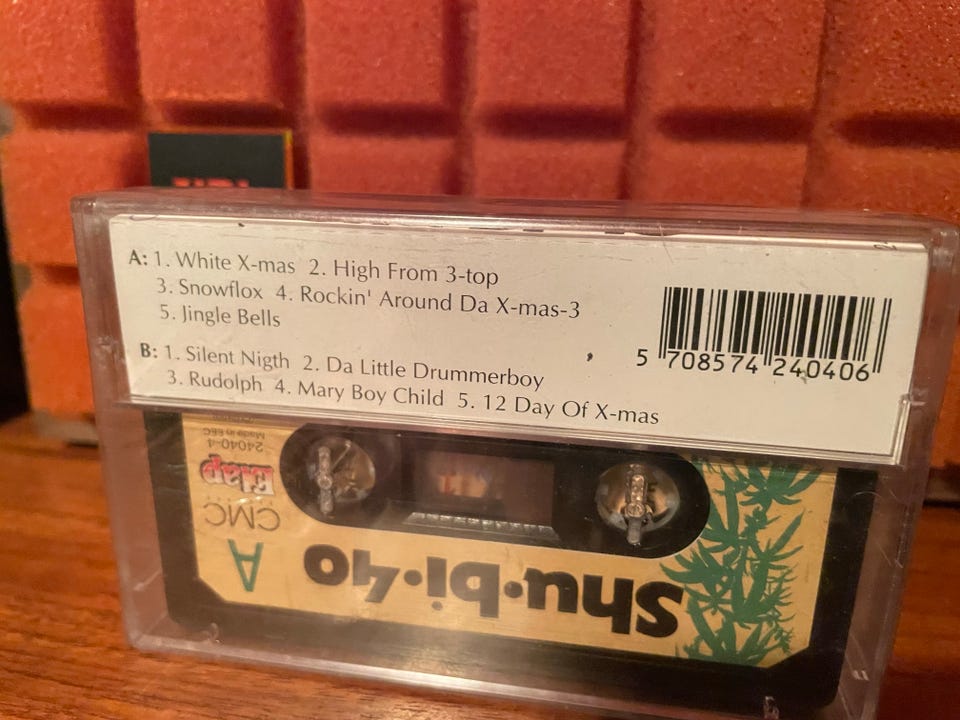 A: 1. White X-mas 2. High From 3-top
3. Snowflox 4. Rockin' Around Da X-mas-3
5. Jingle Bells
B: 1. Silent Nigth 2. Da Little Drummerboy
3. Rudolph 4. Mary Boy Child 5. 12 Day Of X-mas
5 708574 240406
Shu·bi·40
A
CMC
Elap
24040-4
Made in EEC